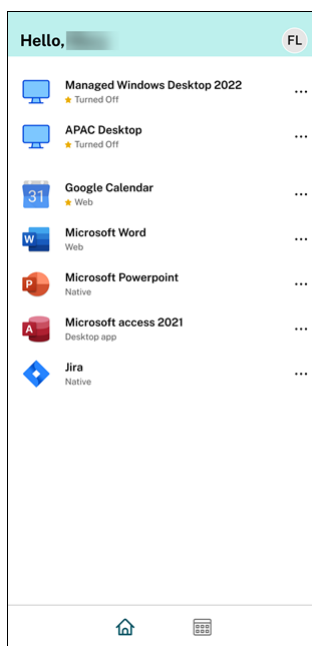 Hello,
FL
Managed Windows Desktop 2022
Turned Off
APAC Desktop
Turned Off
31
Google Calendar
Web
W
Microsoft Word
Web
P
Microsoft Powerpoint
Native
A
Microsoft access 2021
Desktop app
Jira
Native